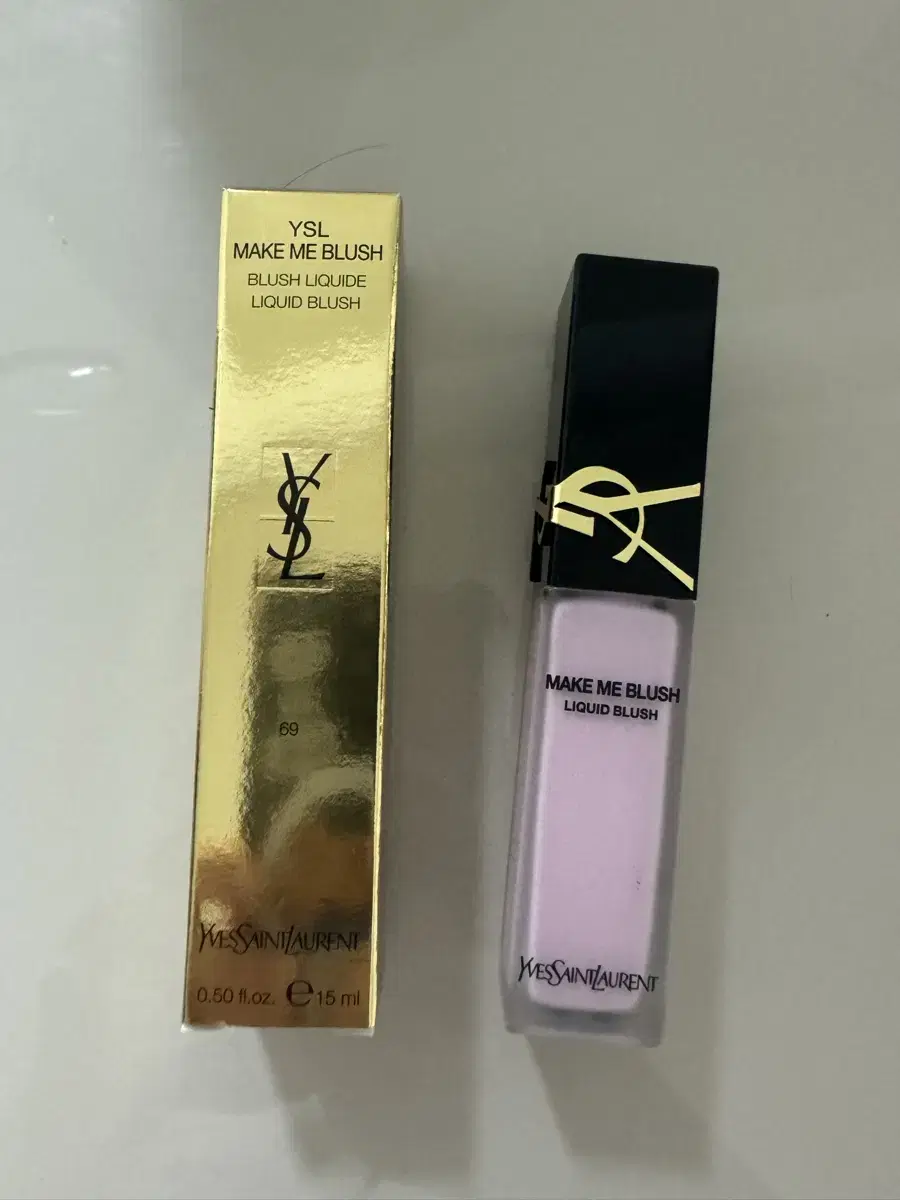 YSL
MAKE ME BLUSH
BLUSH LIQUIDE
LIQUID BLUSH
YSL
69
YVESSAINTLAURENT
0.50 fl.oz. ℮ 15 ml
MAKE ME BLUSH
LIQUID BLUSH
YVESSAINTLAURENT